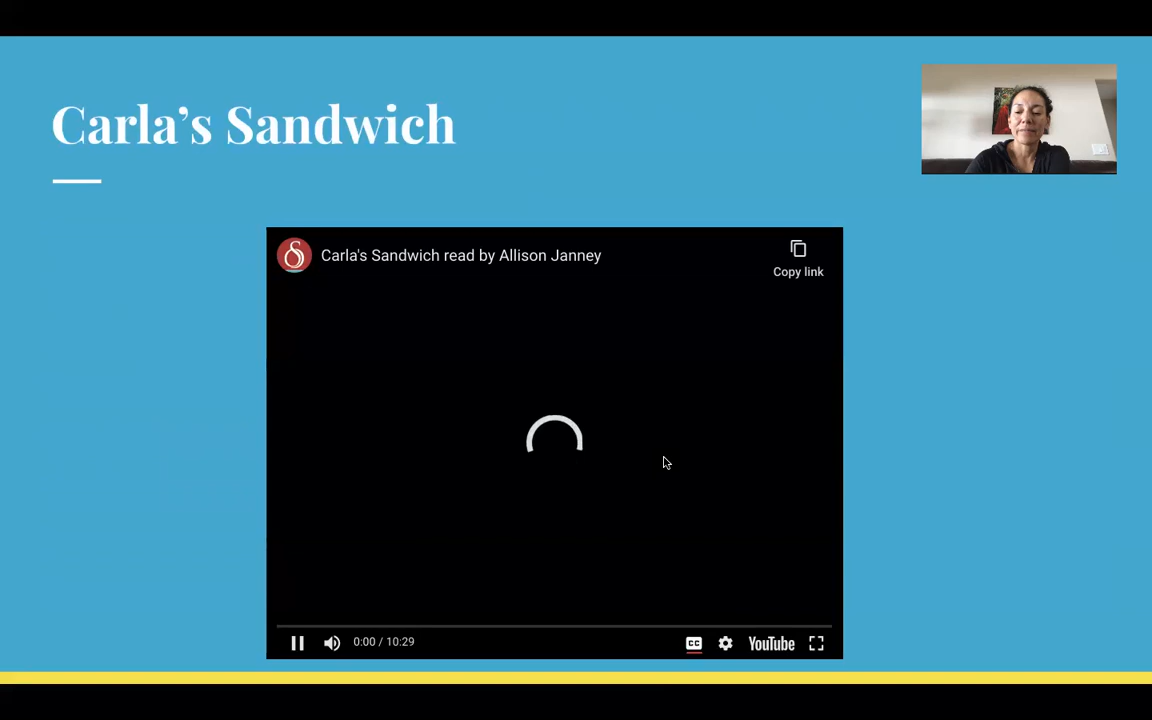 Carla’s Sandwich
Carla's Sandwich read by Allison Janney
Copy link
0:00 / 10:29
CC
YouTube